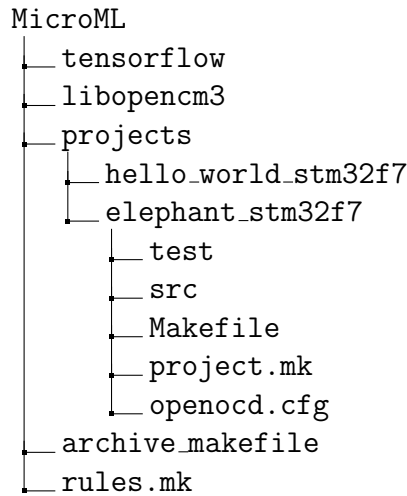 MicroML
tensorflow
libopencm3
projects
hello_world_stm32f7
elephant_stm32f7
test
src
Makefile
project.mk
openocd.cfg
archive_makefile
rules.mk